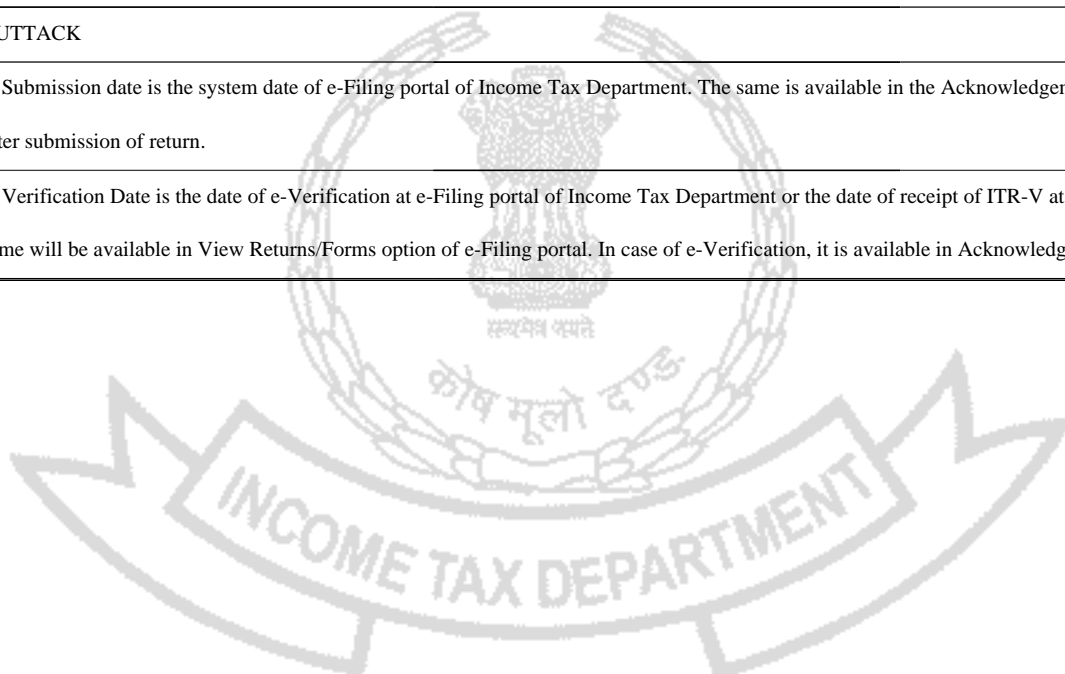 UTTACK
Submission date is the system date of e-Filing portal of Income Tax Department. The same is available in the Acknowledger
ter submission of return.
Verification Date is the date of e-Verification at e-Filing portal of Income Tax Department or the date of receipt of ITR-V at
me will be available in View Returns/Forms option of e-Filing portal. In case of e-Verification, it is available in Acknowledg
सत्यमेव जयते
कोष मूलो दण्डः
INCOME TAX DEPARTMENT